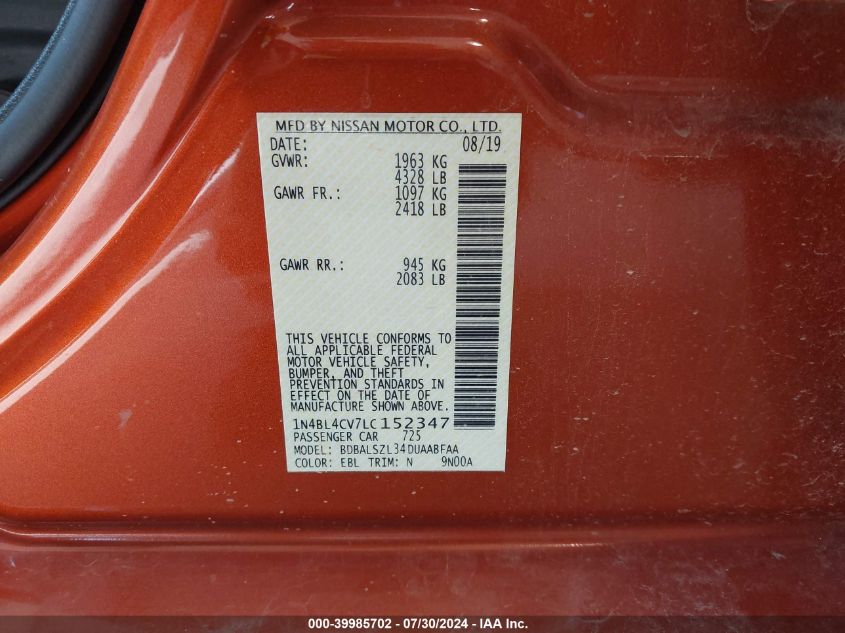 MFD BY NISSAN MOTOR CO., LTD.
DATE: 08/19
GVWR: 1963 KG
4328 LB
GAWR FR.: 1097 KG
2418 LB
GAWR RR.: 945 KG
2083 LB
THIS VEHICLE CONFORMS TO
ALL APPLICABLE FEDERAL
MOTOR VEHICLE SAFETY,
BUMPER, AND THEFT
PREVENTION STANDARDS IN
EFFECT ON THE DATE OF
MANUFACTURE SHOWN ABOVE.
1N4BL4CV7LC152347
PASSENGER CAR 725
MODEL: BDBALSZL34DUAABFAA
COLOR: EBL TRIM: N 9N00A
000-39985702 - 07/30/2024 - IAA Inc.